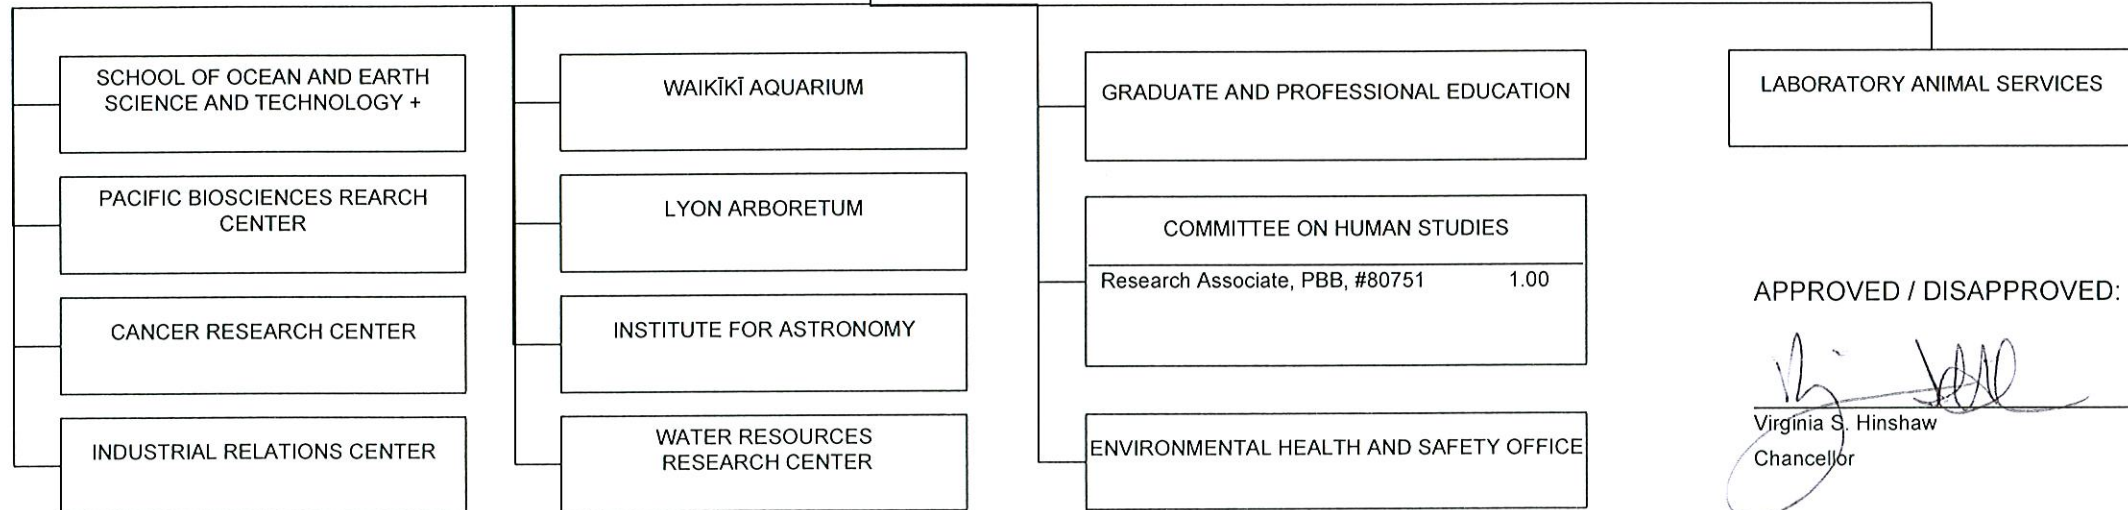 SCHOOL OF OCEAN AND EARTH
SCIENCE AND TECHNOLOGY +
PACIFIC BIOSCIENCES REARCH
CENTER
CANCER RESEARCH CENTER
INDUSTRIAL RELATIONS CENTER
WAIKĪKĪ AQUARIUM
LYON ARBORETUM
INSTITUTE FOR ASTRONOMY
WATER RESOURCES
RESEARCH CENTER
GRADUATE AND PROFESSIONAL EDUCATION
COMMITTEE ON HUMAN STUDIES
Research Associate, PBB, #80751 1.00
ENVIRONMENTAL HEALTH AND SAFETY OFFICE
LABORATORY ANIMAL SERVICES
APPROVED / DISAPPROVED:
Virginia S. Hinshaw
Chancellor